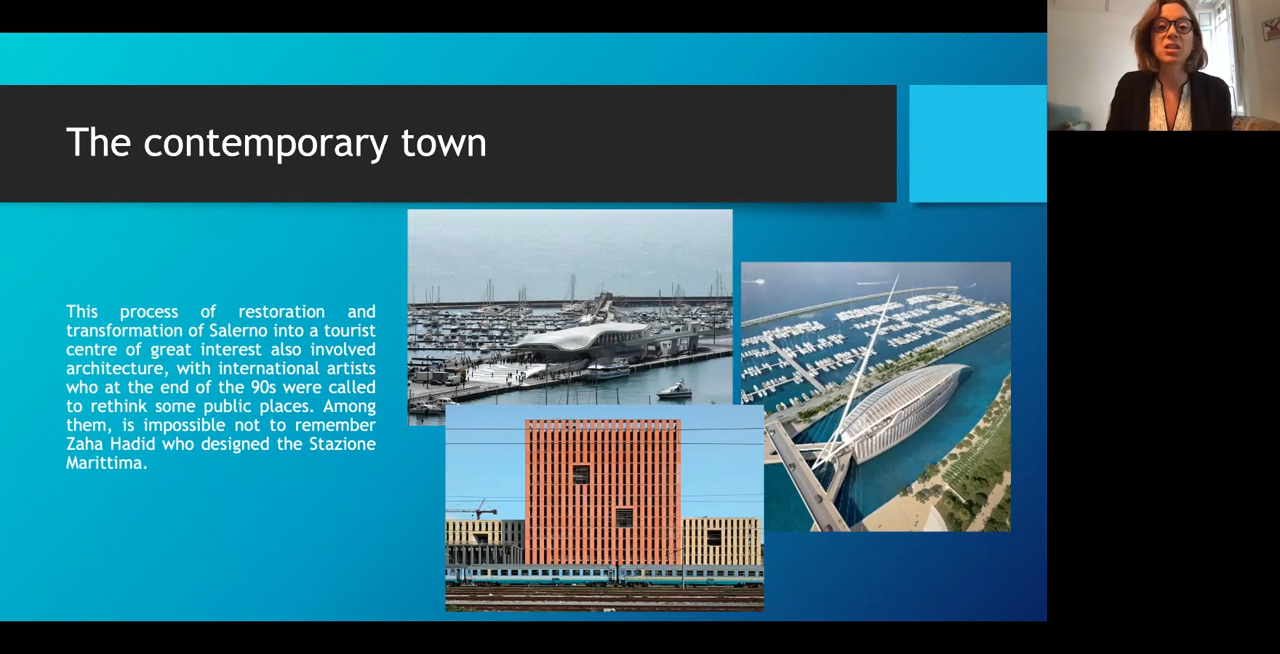 The contemporary town
This process of restoration and
transformation of Salerno into a tourist
centre of great interest also involved
architecture, with international artists
who at the end of the 90s were called
to rethink some public places. Among
them, is impossible not to remember
Zaha Hadid who designed the Stazione
Marittima.